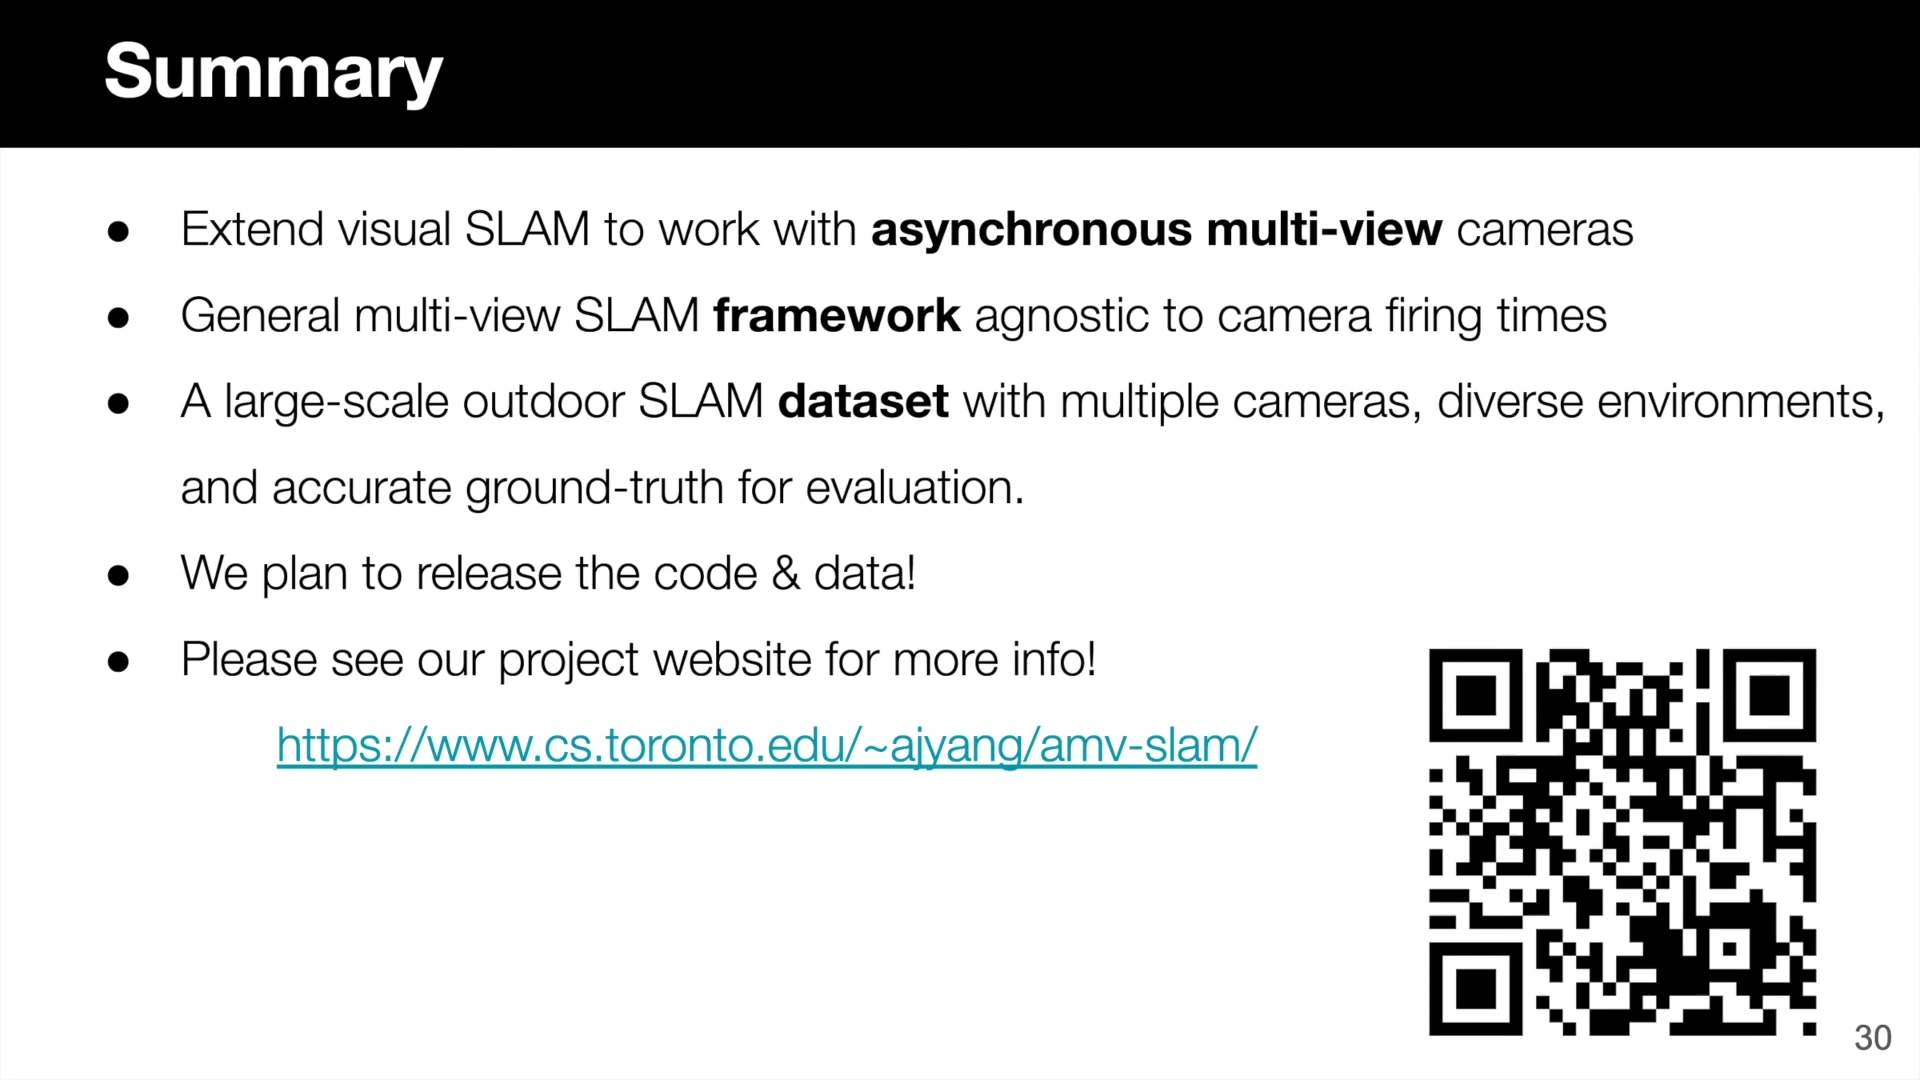 Summary
● Extend visual SLAM to work with asynchronous multi-view cameras
● General multi-view SLAM framework agnostic to camera firing times
● A large-scale outdoor SLAM dataset with multiple cameras, diverse environments,
and accurate ground-truth for evaluation.
● We plan to release the code & data!
● Please see our project website for more info!
https://www.cs.toronto.edu/~ajyang/amv-slam/
30